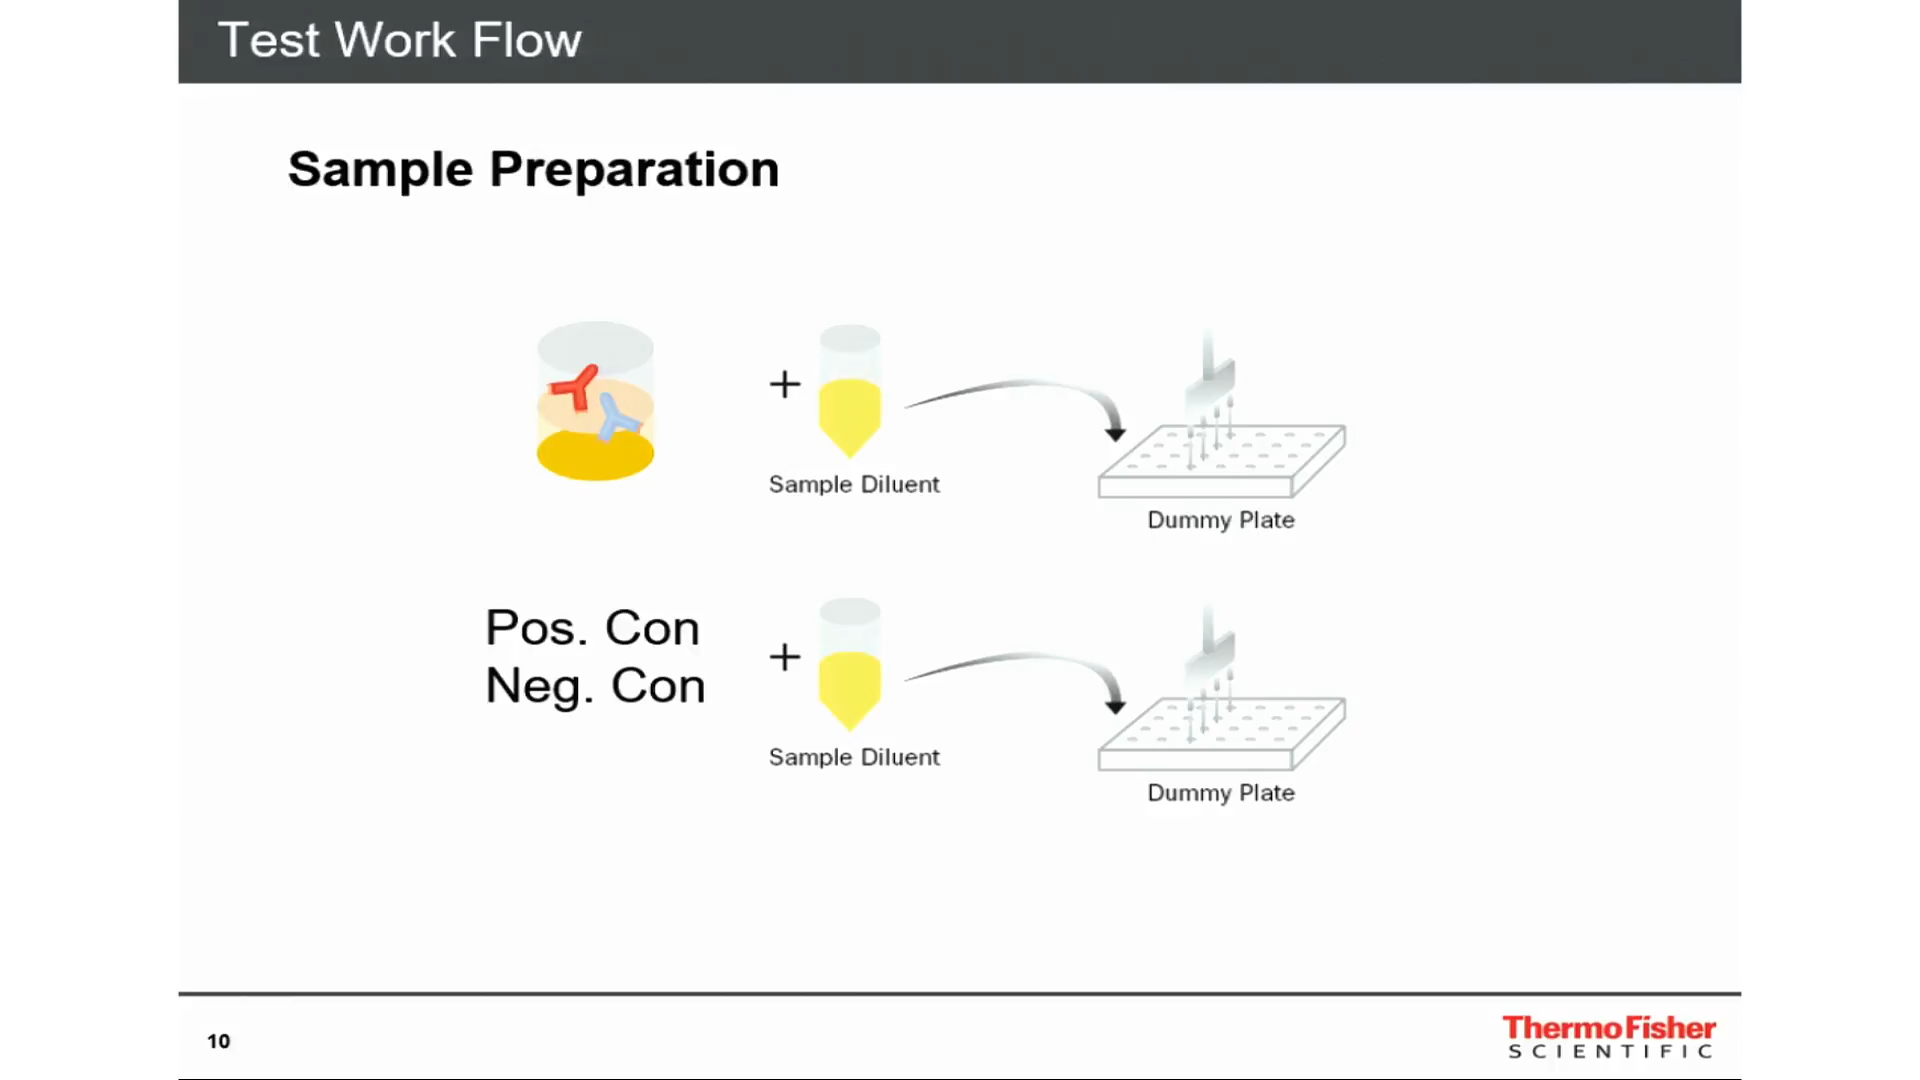 Test Work Flow
Sample Preparation
+
Sample Diluent
Dummy Plate
Pos. Con
Neg. Con
+
Sample Diluent
Dummy Plate
10
ThermoFisher
SCIENTIFIC